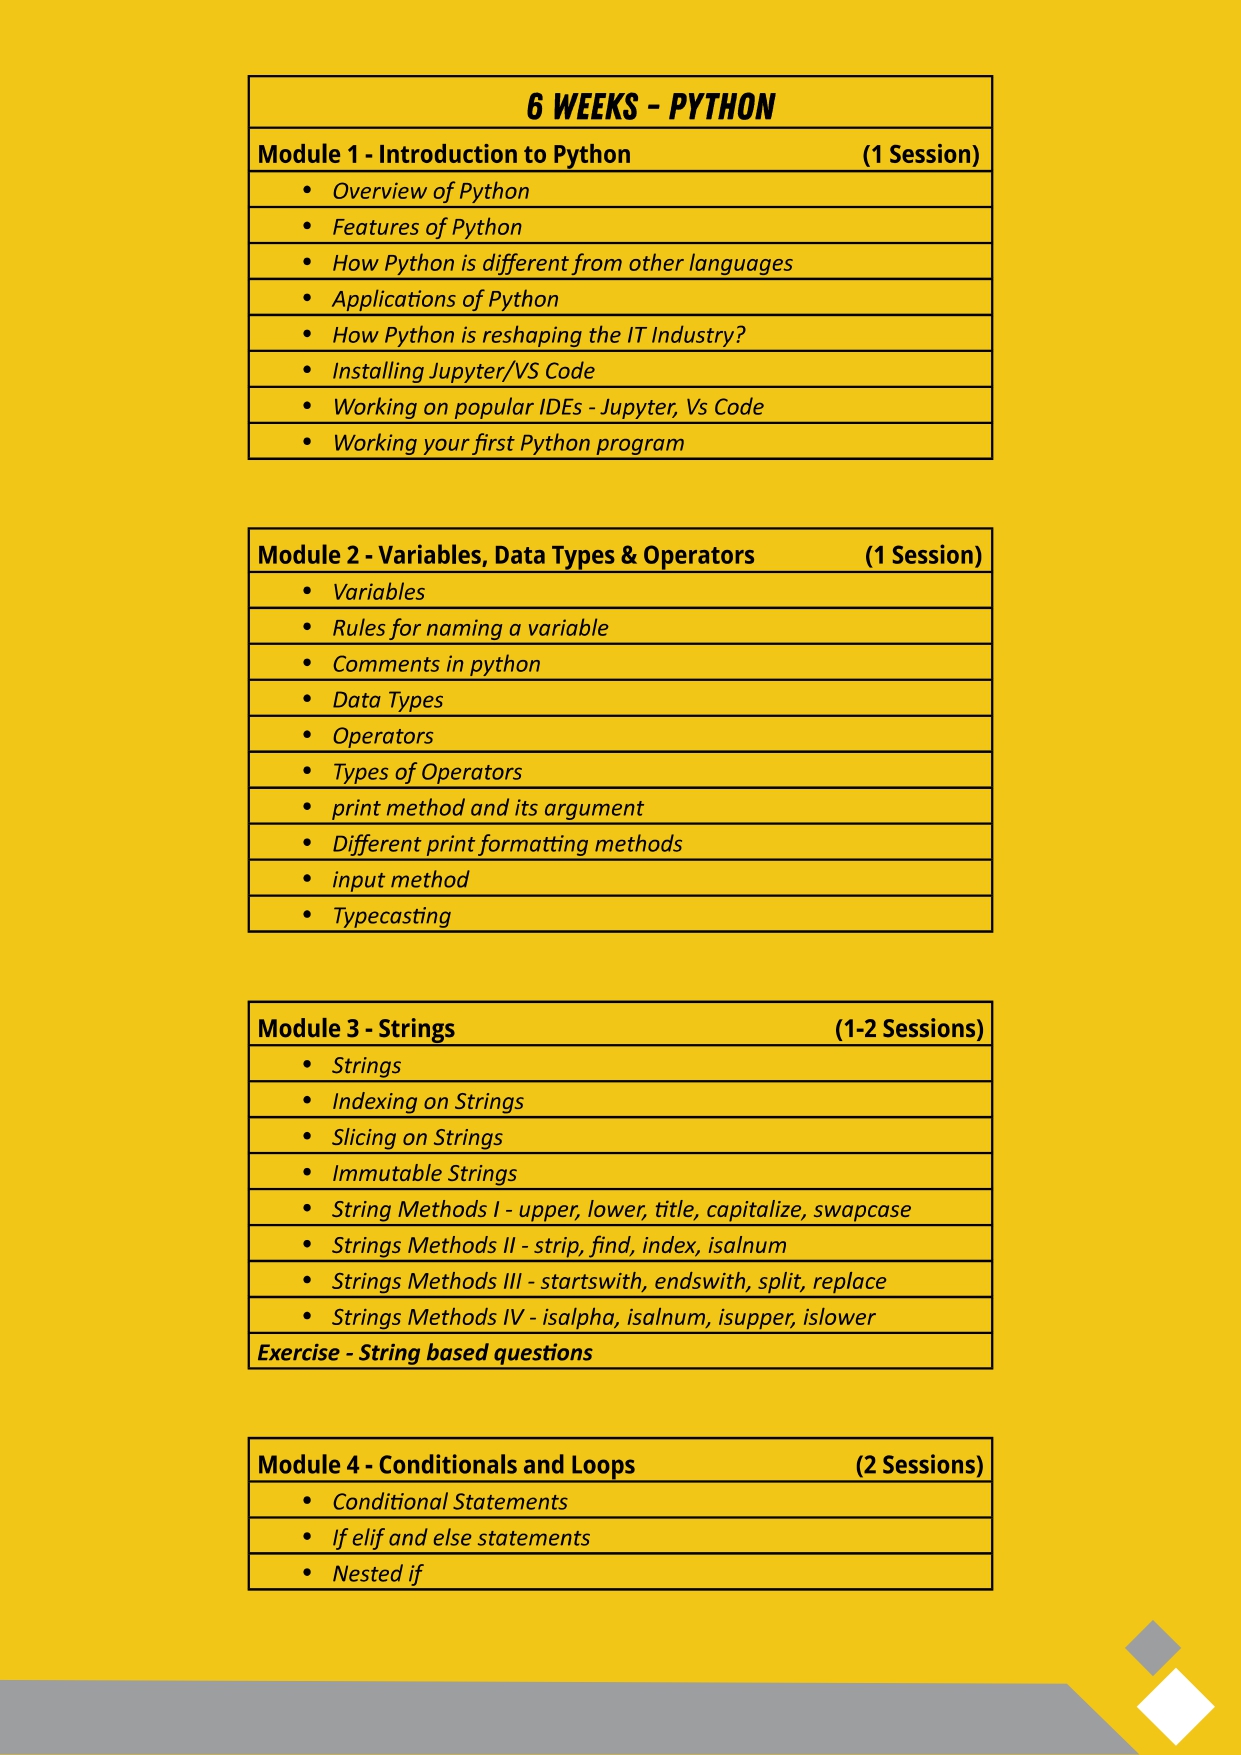 6 WEEKS - PYTHON
Module 1 - Introduction to Python (1 Session)
• Overview of Python
• Features of Python
• How Python is different from other languages
• Applications of Python
• How Python is reshaping the IT Industry?
• Installing Jupyter/VS Code
• Working on popular IDEs - Jupyter, Vs Code
• Working your first Python program
Module 2 - Variables, Data Types & Operators (1 Session)
• Variables
• Rules for naming a variable
• Comments in python
• Data Types
• Operators
• Types of Operators
• print method and its argument
• Different print formatting methods
• input method
• Typecasting
Module 3 - Strings (1-2 Sessions)
• Strings
• Indexing on Strings
• Slicing on Strings
• Immutable Strings
• String Methods I - upper, lower, title, capitalize, swapcase
• Strings Methods II - strip, find, index, isalnum
• Strings Methods III - startswith, endswith, split, replace
• Strings Methods IV - isalpha, isalnum, isupper, islower
Exercise - String based questions
Module 4 - Conditionals and Loops (2 Sessions)
• Conditional Statements
• If elif and else statements
• Nested if